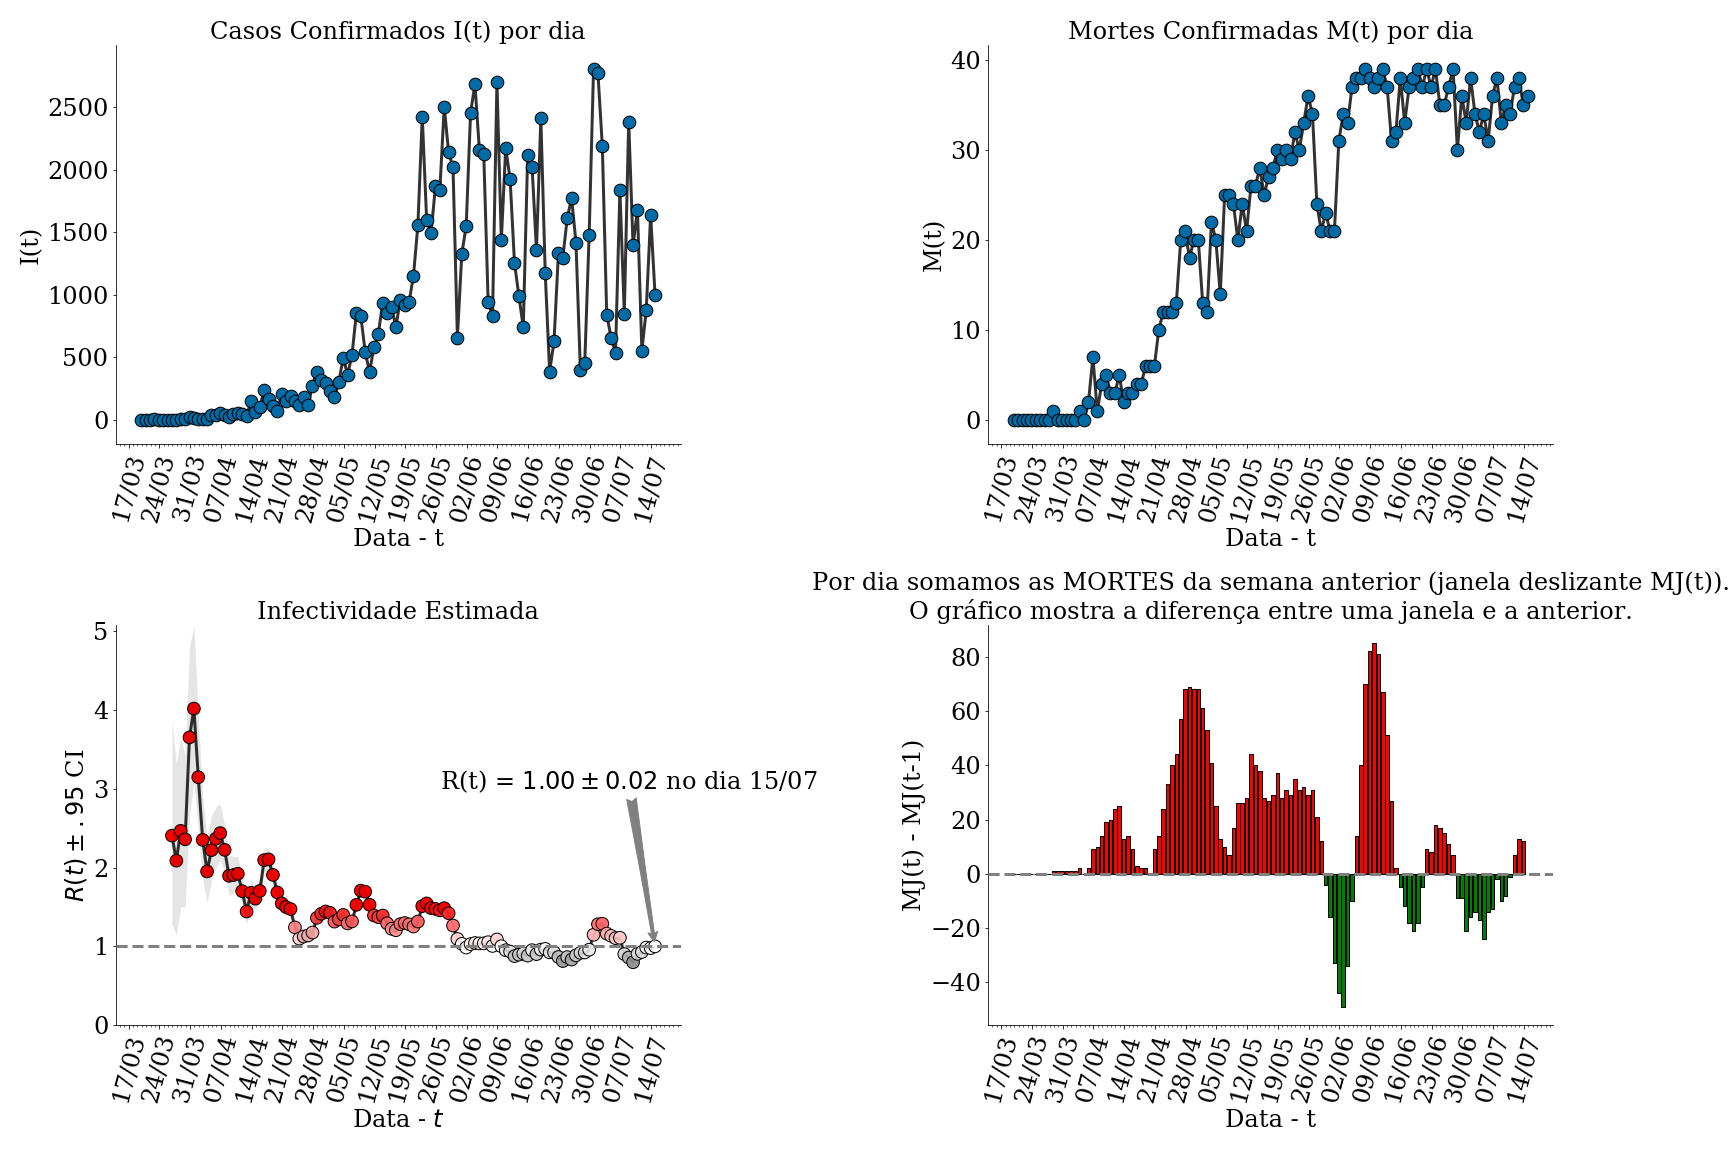 Casos Confirmados I(t) por dia
I(t)
2500
2000
1500
1000
500
0
17/03 24/03 31/03 07/04 14/04 21/04 28/04 05/05 12/05 19/05 26/05 02/06 09/06 16/06 23/06 30/06 07/07 14/07
Data - t
Mortes Confirmadas M(t) por dia
M(t)
40
30
20
10
0
17/03 24/03 31/03 07/04 14/04 21/04 28/04 05/05 12/05 19/05 26/05 02/06 09/06 16/06 23/06 30/06 07/07 14/07
Data - t
Infectividade Estimada
R(t) ± .95 CI
5
4
3
2
1
0
R(t) = 1.00 ± 0.02 no dia 15/07
17/03 24/03 31/03 07/04 14/04 21/04 28/04 05/05 12/05 19/05 26/05 02/06 09/06 16/06 23/06 30/06 07/07 14/07
Data - t
Por dia somamos as MORTES da semana anterior (janela deslizante MJ(t)).
O gráfico mostra a diferença entre uma janela e a anterior.
MJ(t) - MJ(t-1)
80
60
40
20
0
−20
−40
17/03 24/03 31/03 07/04 14/04 21/04 28/04 05/05 12/05 19/05 26/05 02/06 09/06 16/06 23/06 30/06 07/07 14/07
Data - t